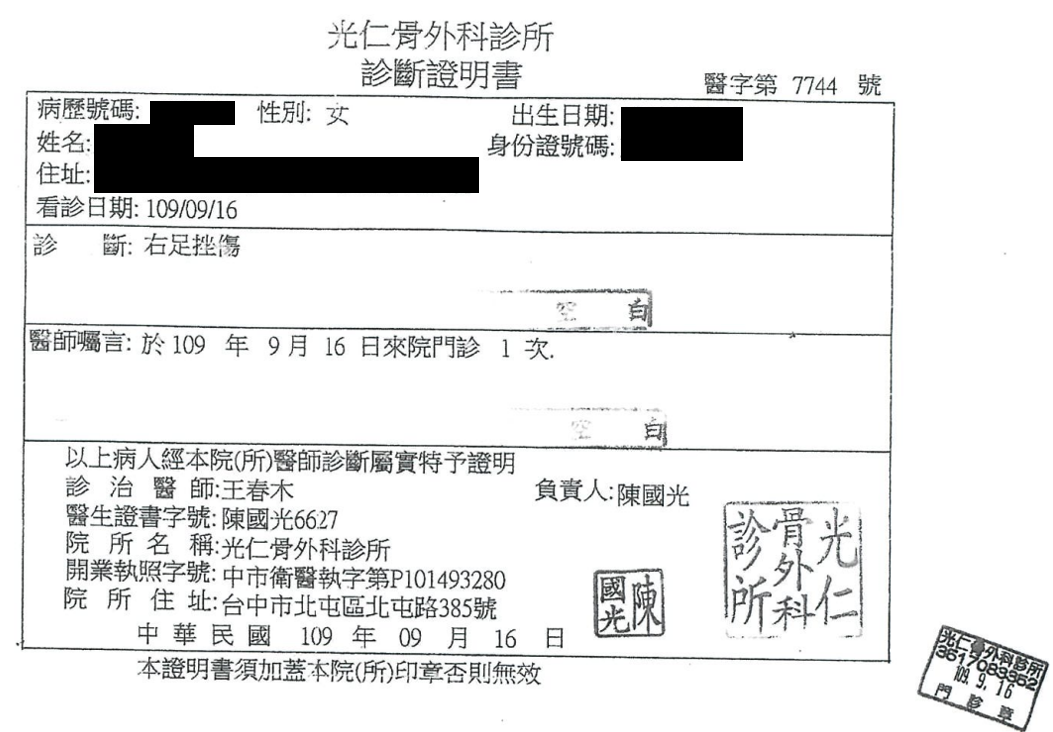 光仁骨外科診所
診斷證明書
醫字第 7744 號
病歷號碼: 性別: 女 出生日期:
姓名: 身份證號碼:
住址:
看診日期: 109/09/16
診 斷: 右足挫傷
空 白
醫師囑言: 於 109 年 9 月 16 日來院門診 1 次.
空 白
以上病人經本院(所)醫師診斷屬實特予證明
診 治 醫 師:王春木 負責人:陳國光
醫生證書字號:陳國光6627
院 所 名 稱:光仁骨外科診所
開業執照字號:中市衛醫執字第P101493280
院 所 住 址:台中市北屯區北屯路385號
中 華 民 國 109 年 09 月 16 日
陳國光
光仁骨外科診所
本證明書須加蓋本院(所)印章否則無效
光仁骨外科診所
3517083352
109. 9. 16
門 診 章